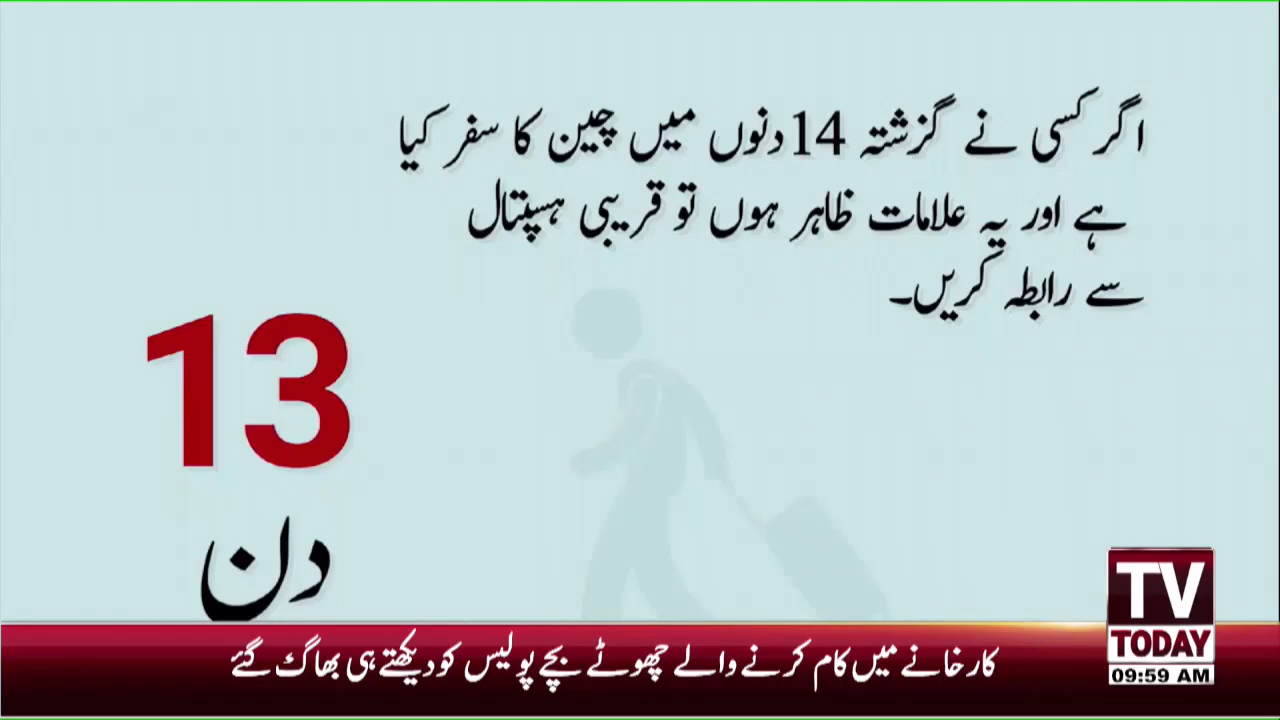 اگر کسی نے گزشتہ 14 دنوں میں چین کا سفر کیا
ہے اور یہ علامات ظاہر ہوں تو قریبی ہسپتال
سے رابطہ کریں۔
13
دن
کارخانے میں کام کرنے والے چھوٹے بچے پولیس کو دیکھتے ہی بھاگ گئے
TV
TODAY
09:59 AM